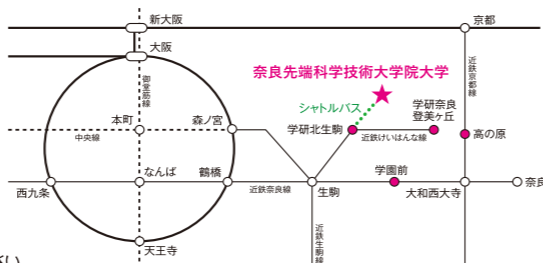 新大阪
京都
大阪
御堂筋線
近鉄京都線
奈良先端科学技術大学院大学
シャトルバス
学研奈良
登美ヶ丘
本町
森ノ宮
中央線
学研北生駒
近鉄けいはんな線
高の原
なんば
鶴橋
学園前
西九条
近鉄奈良線
生駒
大和西大寺
奈良
近鉄生駒線
天王寺